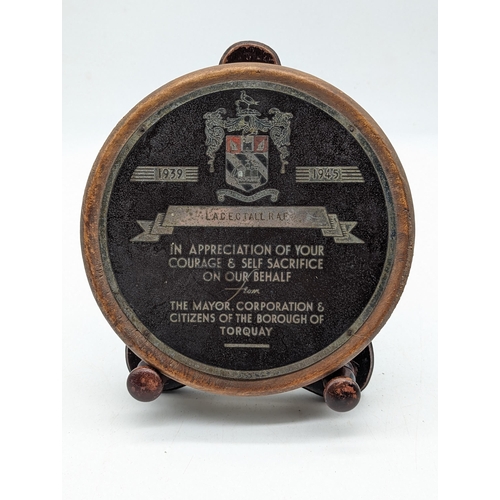 1939
1945
IN APPRECIATION OF YOUR
COURAGE & SELF SACRIFICE
ON OUR BEHALF
from
THE MAYOR, CORPORATION &
CITIZENS OF THE BOROUGH OF
TORQUAY